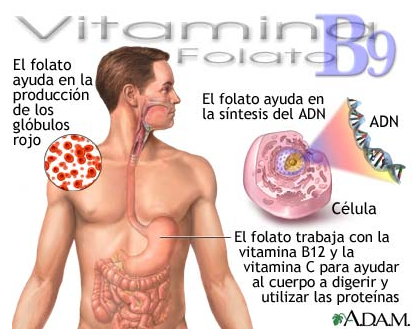 Vitamina
Folato B9
El folato
ayuda en la
producción
de los
glóbulos
rojo
El folato ayuda en
la síntesis del ADN
ADN
Célula
El folato trabaja con la
vitamina B12 y la
vitamina C para ayudar
al cuerpo a digerir y
utilizar las proteínas
A.D.A.M.